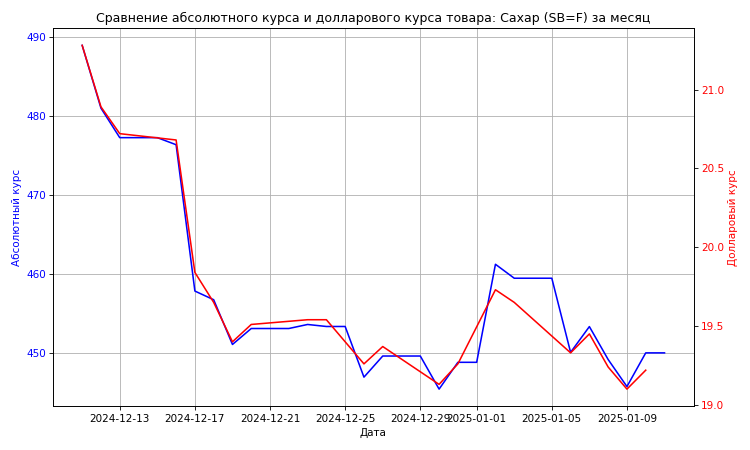 Сравнение абсолютного курса и долларового курса товара: Сахар (SB=F) за месяц
490
480
470
460
450
Абсолютный курс
21.0
20.5
20.0
19.5
19.0
Долларовый курс
2024-12-13 2024-12-17 2024-12-21 2024-12-25 2024-12-29 2025-01-01 2025-01-05 2025-01-09
Дата